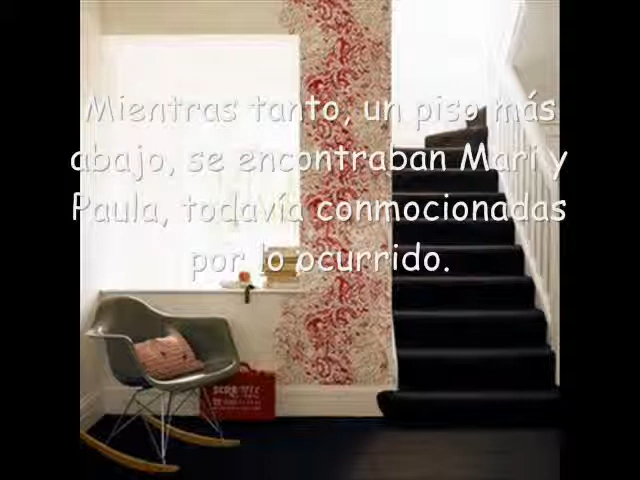 Mientras tanto, un piso más
abajo, se encontraban Mari y
Paula, todavía conmocionadas
por lo ocurrido.